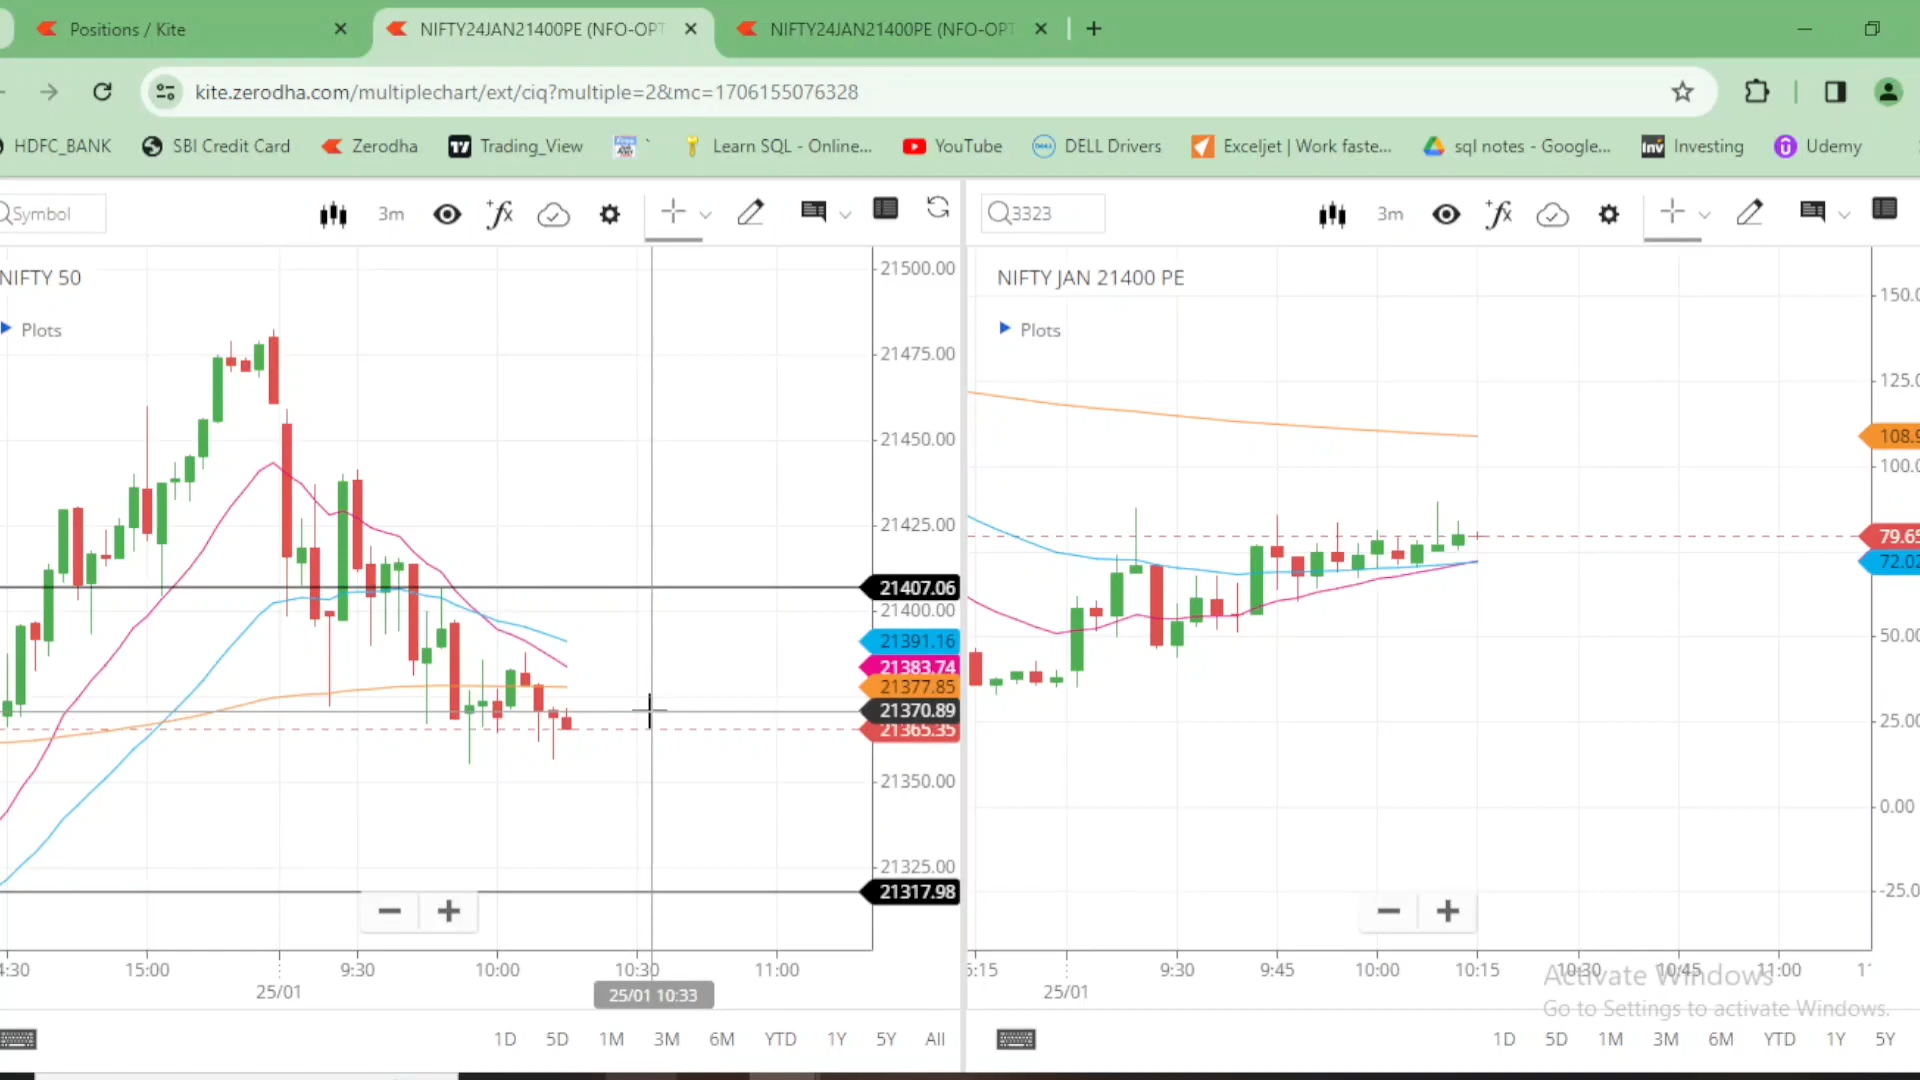 Positions / Kite
NIFTY24JAN21400PE (NFO-OPT
NIFTY24JAN21400PE (NFO-OPT
kite.zerodha.com/multiplechart/ext/ciq?multiple=2&mc=1706155076328
HDFC_BANK
SBI Credit Card
Zerodha
Trading_View
Learn SQL - Online...
YouTube
DELL Drivers
Exceljet | Work faste...
sql notes - Google...
Investing
Udemy
Symbol
3m
3323
3m
NIFTY 50
Plots
21500.00
21475.00
21450.00
21425.00
21407.06
21400.00
21391.16
21383.74
21377.85
21370.89
21365.35
21350.00
21325.00
21317.98
4:30
15:00
9:30
10:00
10:30
11:00
25/01
25/01 10:33
1D 5D 1M 3M 6M YTD 1Y 5Y All
NIFTY JAN 21400 PE
Plots
150.0
125.0
108.9
100.0
79.65
72.02
50.00
25.00
0.00
-25.0
5:15
9:30
9:45
10:00
10:15
10:30
10:45
11:00
25/01
Activate Windows
Go to Settings to activate Windows.
1D 5D 1M 3M 6M YTD 1Y 5Y